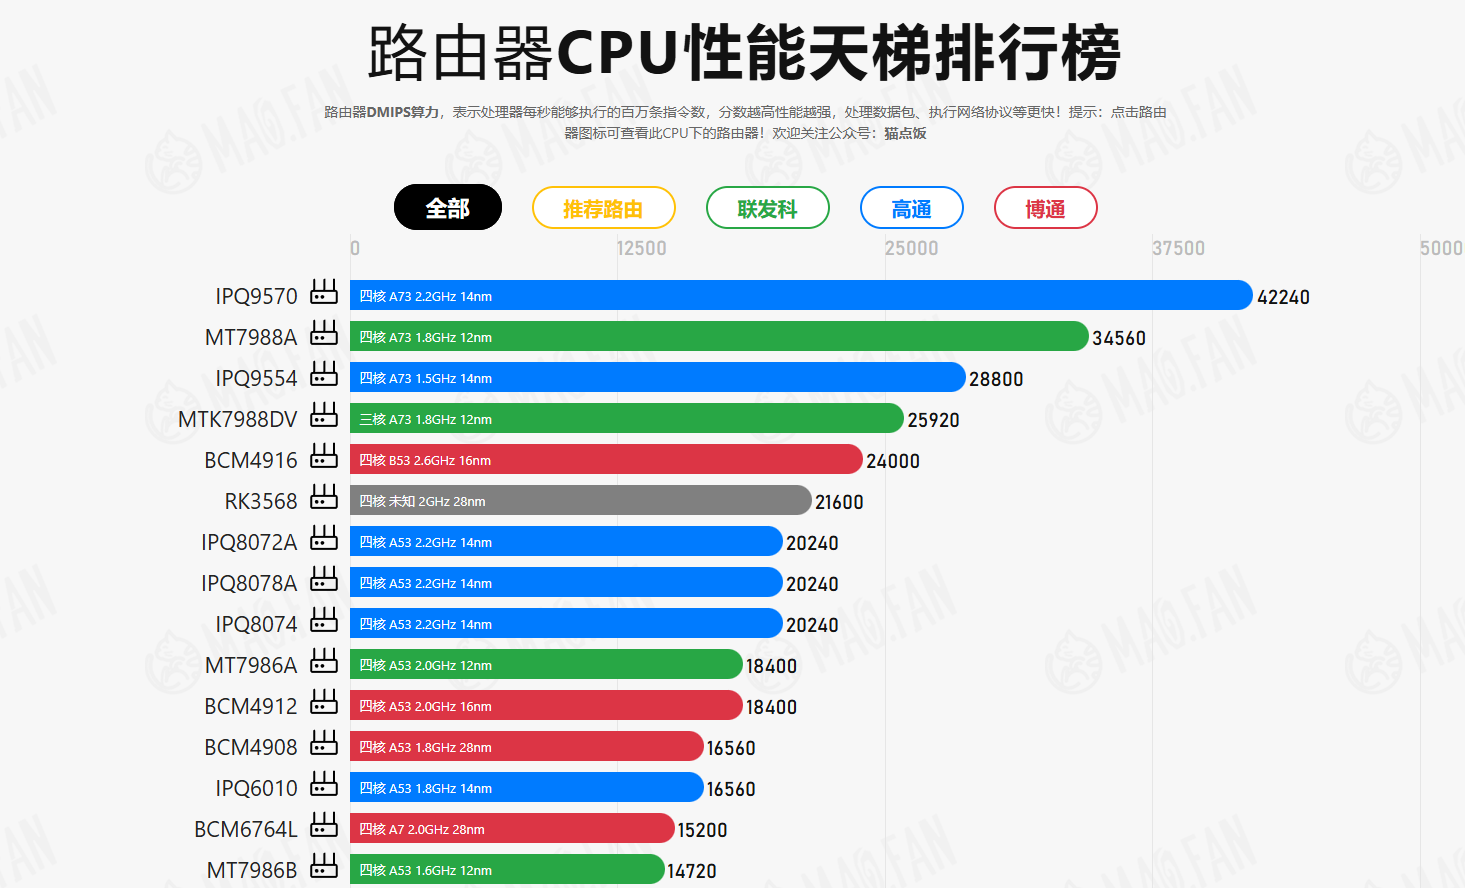 路由器CPU性能天梯排行榜
路由器DMIPS算力，表示处理器每秒能够执行的百万条指令数，分数越高性能越强，处理数据包、执行网络协议等更快！提示：点击路由
器图标可查看此CPU下的路由器！欢迎关注公众号：猫点饭
全部 推荐路由 联发科 高通 博通
0 12500 25000 37500 5000
IPQ9570 四核 A73 2.2GHz 14nm 42240
MT7988A 四核 A73 1.8GHz 12nm 34560
IPQ9554 四核 A73 1.5GHz 14nm 28800
MTK7988DV 三核 A73 1.8GHz 12nm 25920
BCM4916 四核 B53 2.6GHz 16nm 24000
RK3568 四核 未知 2GHz 28nm 21600
IPQ8072A 四核 A53 2.2GHz 14nm 20240
IPQ8078A 四核 A53 2.2GHz 14nm 20240
IPQ8074 四核 A53 2.2GHz 14nm 20240
MT7986A 四核 A53 2.0GHz 12nm 18400
BCM4912 四核 A53 2.0GHz 16nm 18400
BCM4908 四核 A53 1.8GHz 28nm 16560
IPQ6010 四核 A53 1.8GHz 14nm 16560
BCM6764L 四核 A7 2.0GHz 28nm 15200
MT7986B 四核 A53 1.6GHz 12nm 14720
MAO.FAN